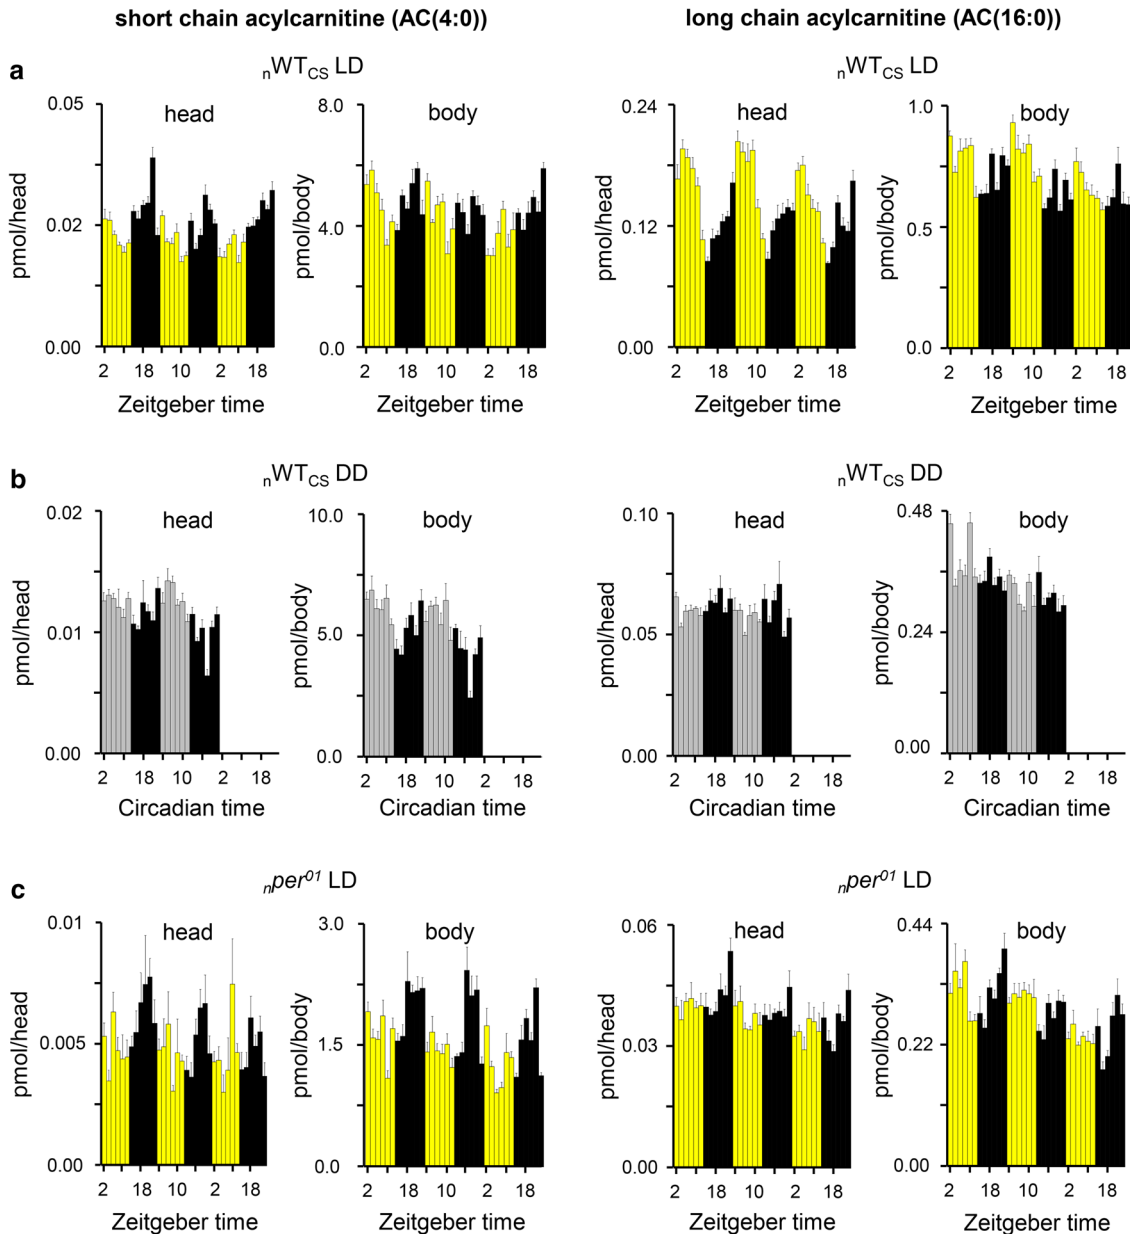 short chain acylcarnitine (AC(4:0)) long chain acylcarnitine (AC(16:0))
a
nWTCS LD nWTCS LD
head body head body
0.05 8.0 0.24 1.0
pmol/head pmol/body pmol/head pmol/body
0.02 4.0 0.12 0.5
0.00 0.0 0.00 0.0
2 18 10 2 18 2 18 10 2 18 2 18 10 2 18 2 18 10 2 18
Zeitgeber time Zeitgeber time Zeitgeber time Zeitgeber time
b
nWTCS DD nWTCS DD
head body head body
0.02 10.0 0.10 0.48
pmol/head pmol/body pmol/head pmol/body
0.01 5.0 0.05 0.24
0.00 0.0 0.00 0.00
2 18 10 2 18 2 18 10 2 18 2 18 10 2 18 2 18 10 2 18
Circadian time Circadian time Circadian time Circadian time
c
nper01 LD nper01 LD
head body head body
0.01 3.0 0.06 0.44
pmol/head pmol/body pmol/head pmol/body
0.005 1.5 0.03 0.22
0.00 0.0 0.00 0.00
2 18 10 2 18 2 18 10 2 18 2 18 10 2 18 2 18 10 2 18
Zeitgeber time Zeitgeber time Zeitgeber time Zeitgeber time